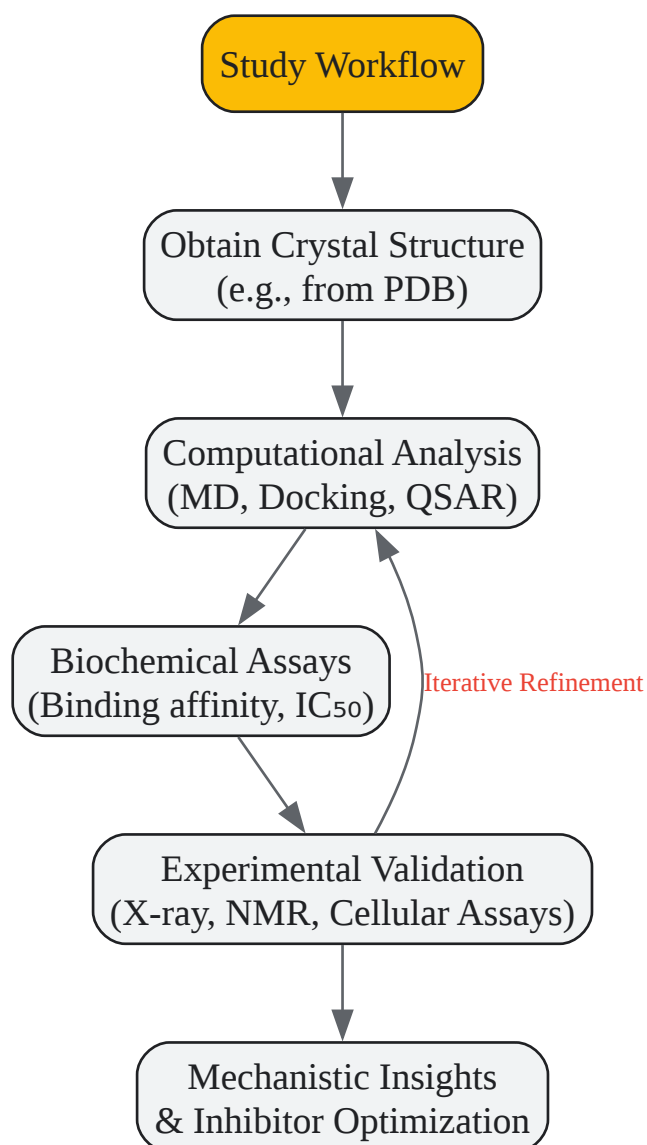 Study Workflow
Obtain Crystal Structure
(e.g., from PDB)
Computational Analysis
(MD, Docking, QSAR)
Biochemical Assays
(Binding affinity, IC₅₀)
Iterative Refinement
Experimental Validation
(X-ray, NMR, Cellular Assays)
Mechanistic Insights
& Inhibitor Optimization